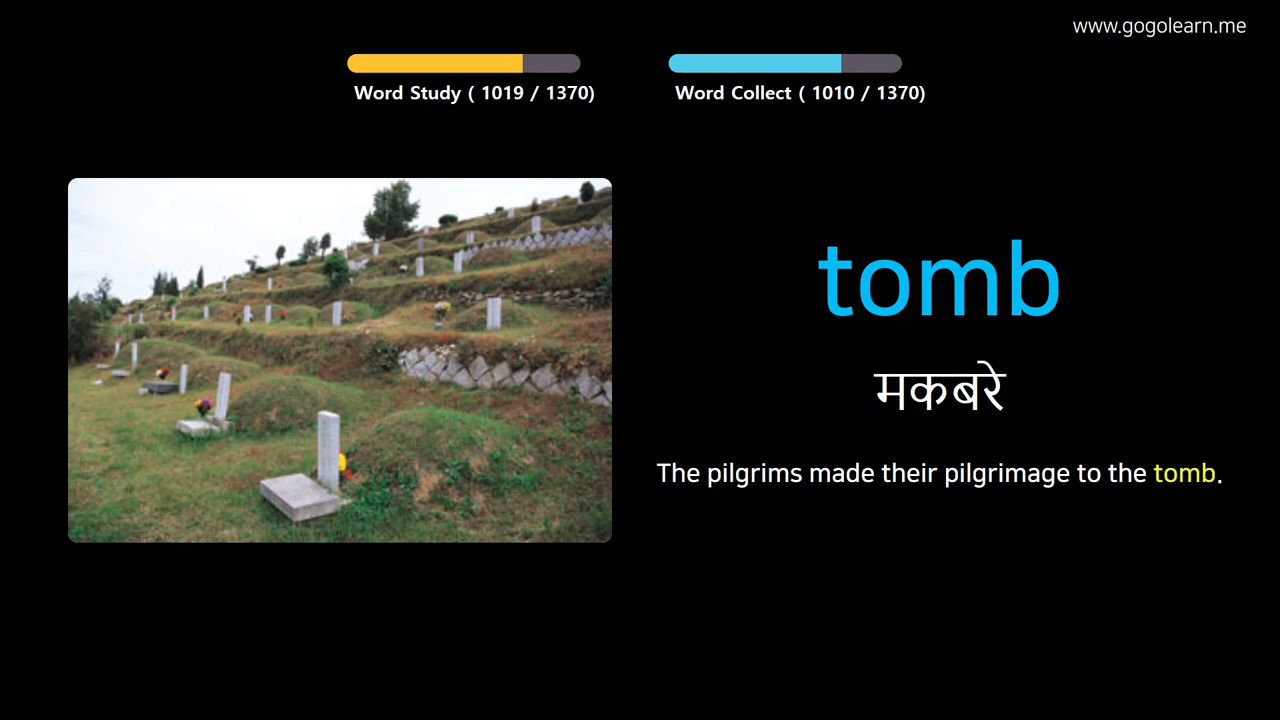 www.gogolearn.me
Word Study ( 1019 / 1370)
Word Collect ( 1010 / 1370)
tomb
मकबरे
The pilgrims made their pilgrimage to the tomb.